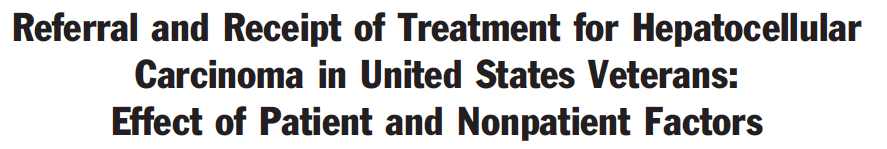 Referral and Receipt of Treatment for Hepatocellular
Carcinoma in United States Veterans:
Effect of Patient and Nonpatient Factors